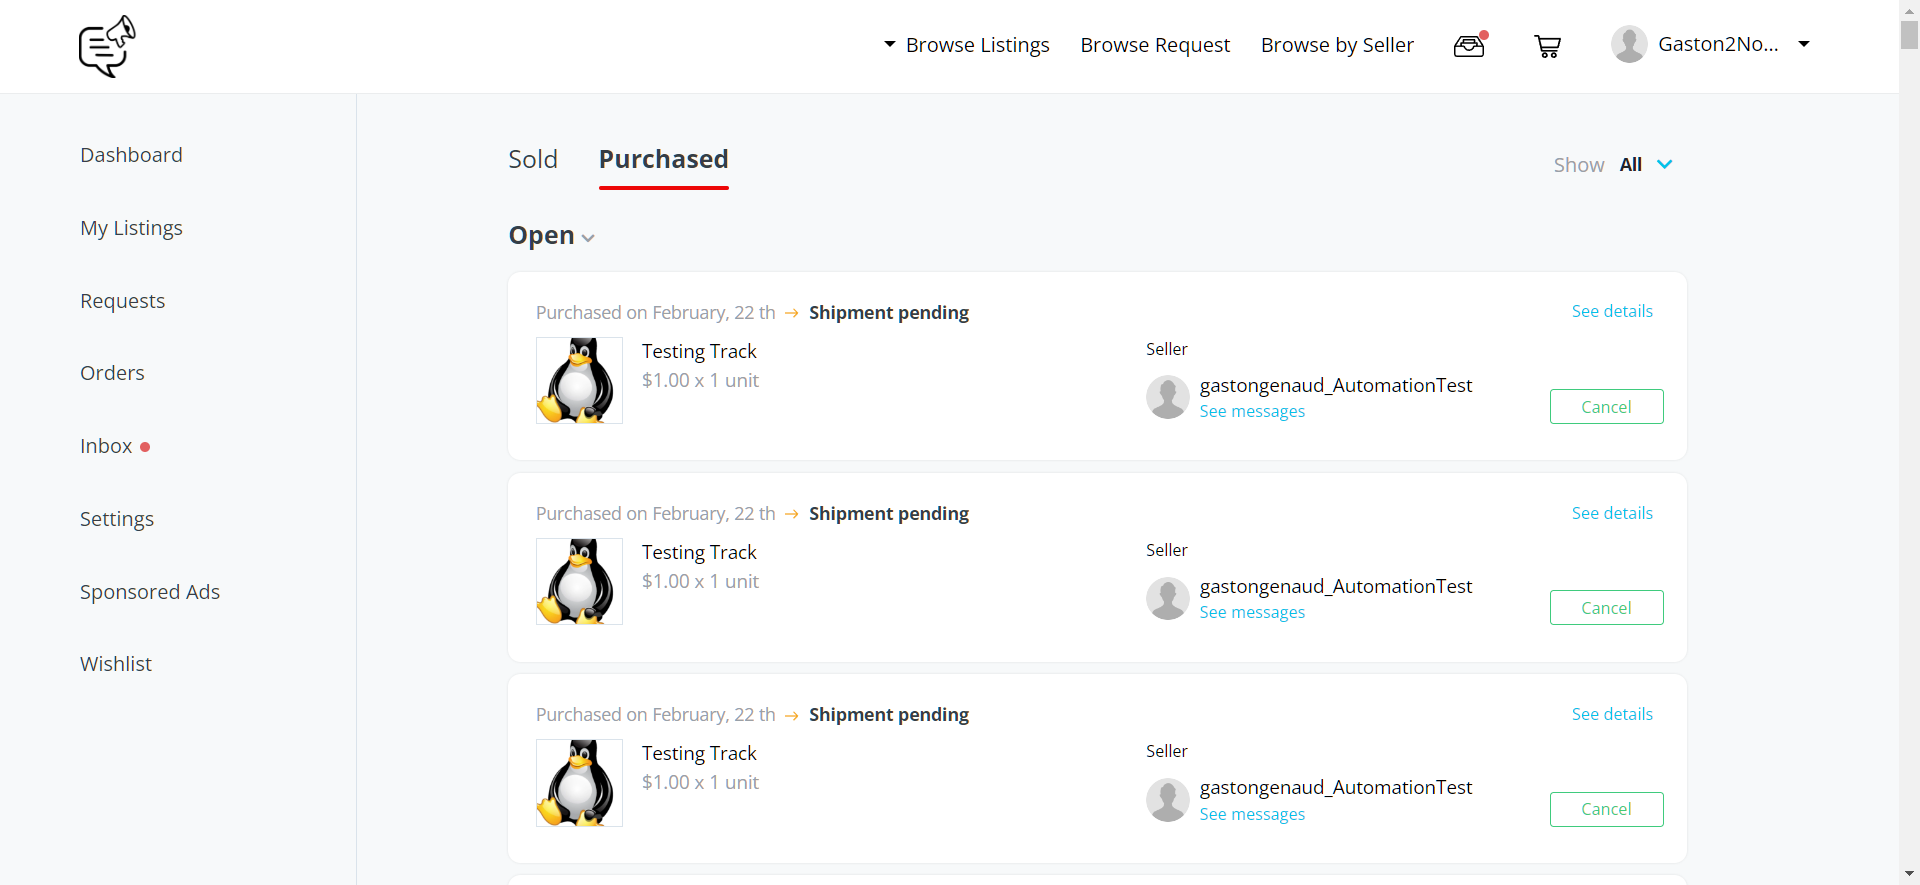 Browse Listings Browse Request Browse by Seller Gaston2No...
Dashboard
My Listings
Requests
Orders
Inbox
Settings
Sponsored Ads
Wishlist
Sold Purchased Show All
Open
Purchased on February, 22 th → Shipment pending See details
Testing Track
$1.00 x 1 unit
Seller
gastongenaud_AutomationTest
See messages
Cancel
Purchased on February, 22 th → Shipment pending See details
Testing Track
$1.00 x 1 unit
Seller
gastongenaud_AutomationTest
See messages
Cancel
Purchased on February, 22 th → Shipment pending See details
Testing Track
$1.00 x 1 unit
Seller
gastongenaud_AutomationTest
See messages
Cancel